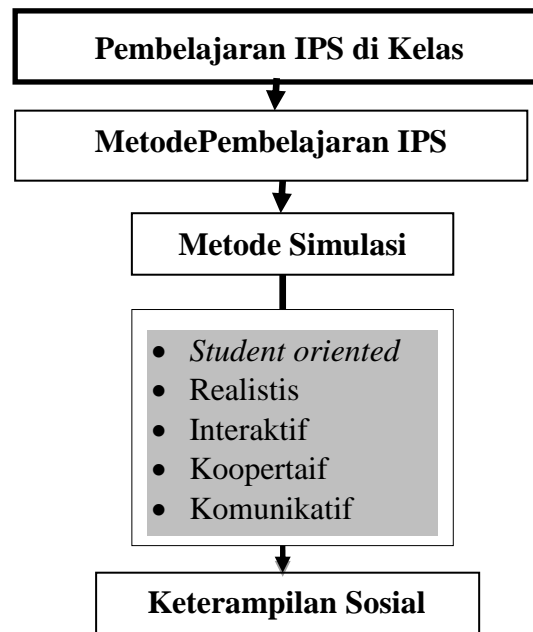 Pembelajaran IPS di Kelas
MetodePembelajaran IPS
Metode Simulasi
• Student oriented
• Realistis
• Interaktif
• Koopertaif
• Komunikatif
Keterampilan Sosial